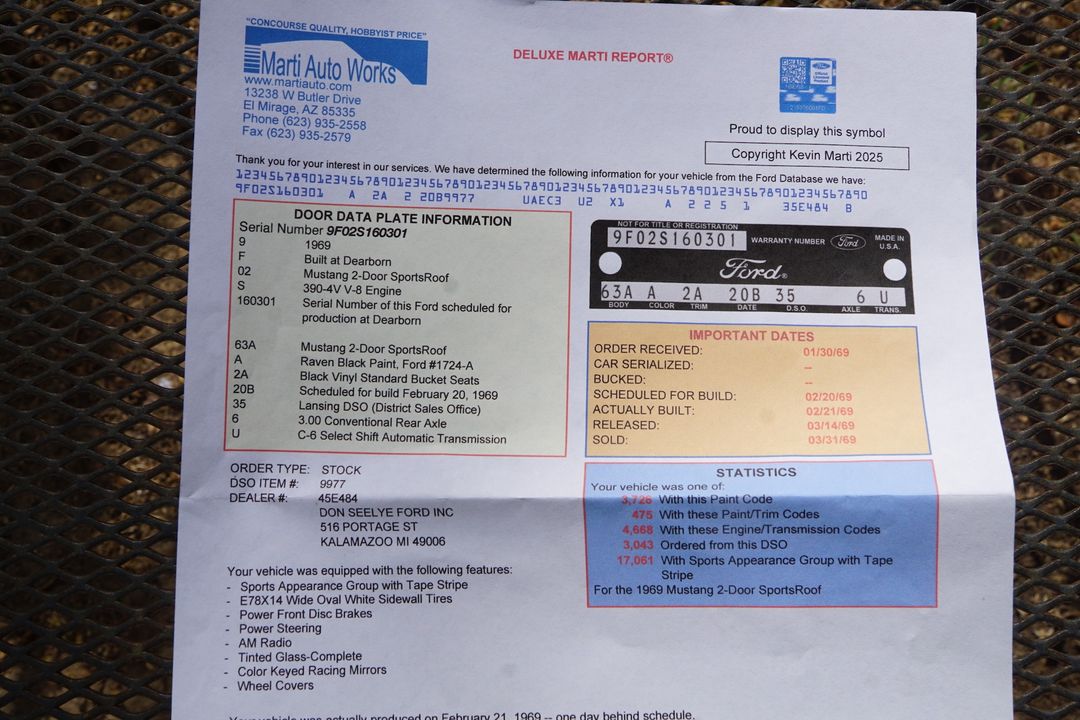 "CONCOURSE QUALITY, HOBBYIST PRICE"
Marti Auto Works
www.martiauto.com
13238 W Butler Drive
El Mirage, AZ 85335
Phone (623) 935-2558
Fax (623) 935-2579
DELUXE MARTI REPORT®
Ford
Proud to display this symbol
Copyright Kevin Marti 2025
Thank you for your interest in our services. We have determined the following information for your vehicle from the Ford Database we have:
12345678901234567890123456789012345678901234567890123456789012345678901234567890
9F02S160301 A 2A 2 20B9977 UAEC3 U2 X1 A 2 2 5 1 35E484 B
DOOR DATA PLATE INFORMATION
Serial Number 9F02S160301
9 1969
F Built at Dearborn
02 Mustang 2-Door SportsRoof
S 390-4V V-8 Engine
160301 Serial Number of this Ford scheduled for
production at Dearborn
63A Mustang 2-Door SportsRoof
A Raven Black Paint, Ford #1724-A
2A Black Vinyl Standard Bucket Seats
20B Scheduled for build February 20, 1969
35 Lansing DSO (District Sales Office)
6 3.00 Conventional Rear Axle
U C-6 Select Shift Automatic Transmission
NOT FOR TITLE OR REGISTRATION
9F02S160301 WARRANTY NUMBER Ford MADE IN
U.S.A.
Ford®
63A A 2A 20B 35 6 U
BODY COLOR TRIM DATE D.S.O. AXLE TRANS.
IMPORTANT DATES
ORDER RECEIVED: 01/30/69
CAR SERIALIZED: --
BUCKED: --
SCHEDULED FOR BUILD: 02/20/69
ACTUALLY BUILT: 02/21/69
RELEASED: 03/14/69
SOLD: 03/31/69
ORDER TYPE: STOCK
DSO ITEM #: 9977
DEALER #: 45E484
DON SEELYE FORD INC
516 PORTAGE ST
KALAMAZOO MI 49006
STATISTICS
Your vehicle was one of:
3,726 With this Paint Code
475 With these Paint/Trim Codes
4,668 With these Engine/Transmission Codes
3,043 Ordered from this DSO
17,061 With Sports Appearance Group with Tape
Stripe
For the 1969 Mustang 2-Door SportsRoof
Your vehicle was equipped with the following features:
- Sports Appearance Group with Tape Stripe
- E78X14 Wide Oval White Sidewall Tires
- Power Front Disc Brakes
- Power Steering
- AM Radio
- Tinted Glass-Complete
- Color Keyed Racing Mirrors
- Wheel Covers
Your vehicle was actually produced on February 21, 1969 -- one day behind schedule.